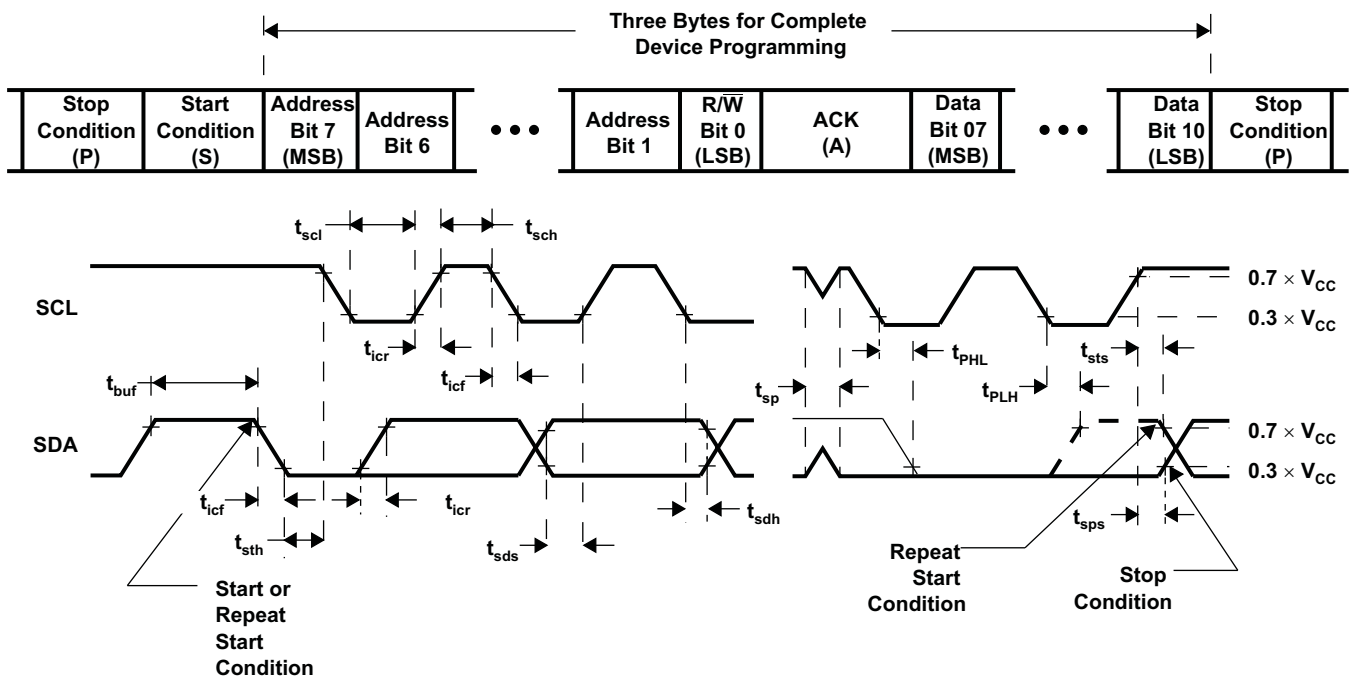 Three Bytes for Complete
Device Programming
Stop
Condition
(P)
Start
Condition
(S)
Address
Bit 7
(MSB)
Address
Bit 6
•••
Address
Bit 1
R/W̅
Bit 0
(LSB)
ACK
(A)
Data
Bit 07
(MSB)
•••
Data
Bit 10
(LSB)
Stop
Condition
(P)
tscl
tsch
SCL
0.7 × VCC
0.3 × VCC
ticr
ticf
tPHL
tsts
tbuf
tsp
tPLH
SDA
0.7 × VCC
0.3 × VCC
ticf
ticr
tsdh
tsth
tsds
tsps
Start or
Repeat
Start
Condition
Repeat
Start
Condition
Stop
Condition